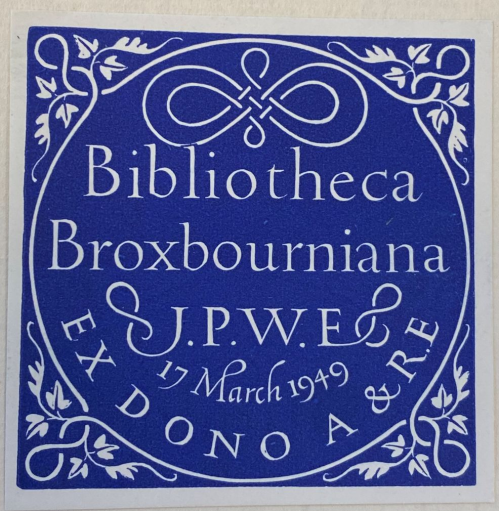 Bibliotheca
Broxbourniana
J.P.W.E
17 March 1949
EX DONO A & R.E